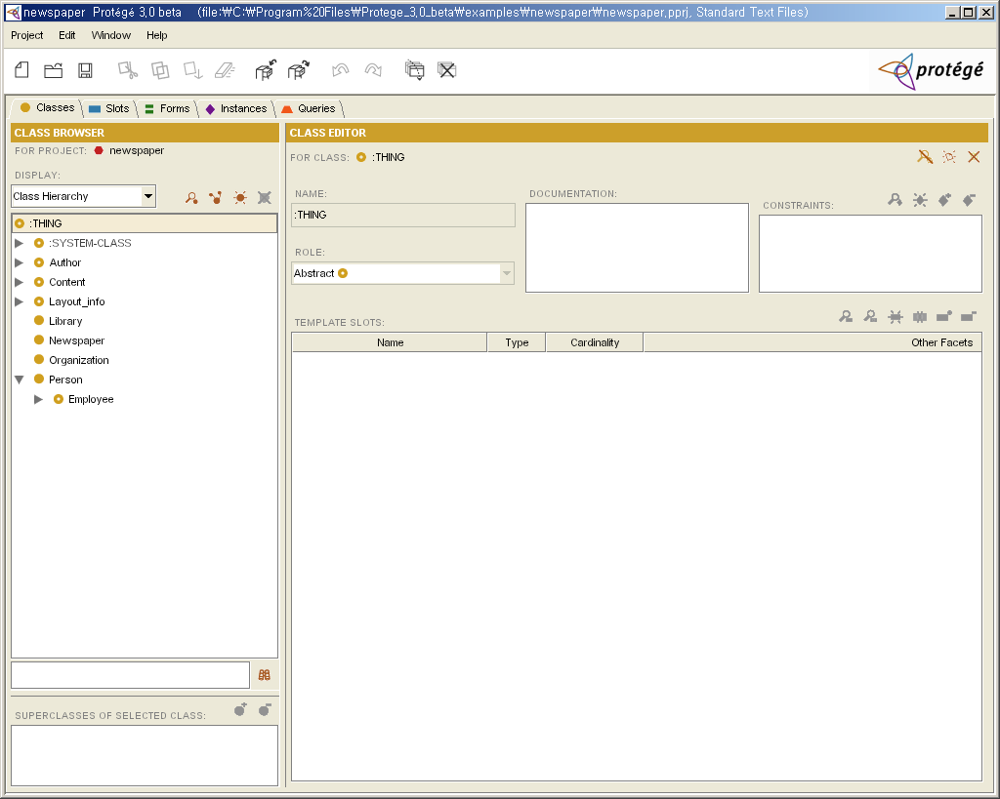 newspaper Protégé 3,0 beta (file:₩C:₩Program%20Files₩Protege_3,0_beta₩examples₩newspaper₩newspaper,pprj, Standard Text Files)
Project Edit Window Help
protégé
Classes Slots Forms Instances Queries
CLASS BROWSER
FOR PROJECT: newspaper
DISPLAY:
Class Hierarchy
:THING
:SYSTEM-CLASS
Author
Content
Layout_info
Library
Newspaper
Organization
Person
Employee
SUPERCLASSES OF SELECTED CLASS:
CLASS EDITOR
FOR CLASS: :THING
NAME:
:THING
ROLE:
Abstract
DOCUMENTATION:
CONSTRAINTS:
TEMPLATE SLOTS:
Name Type Cardinality Other Facets